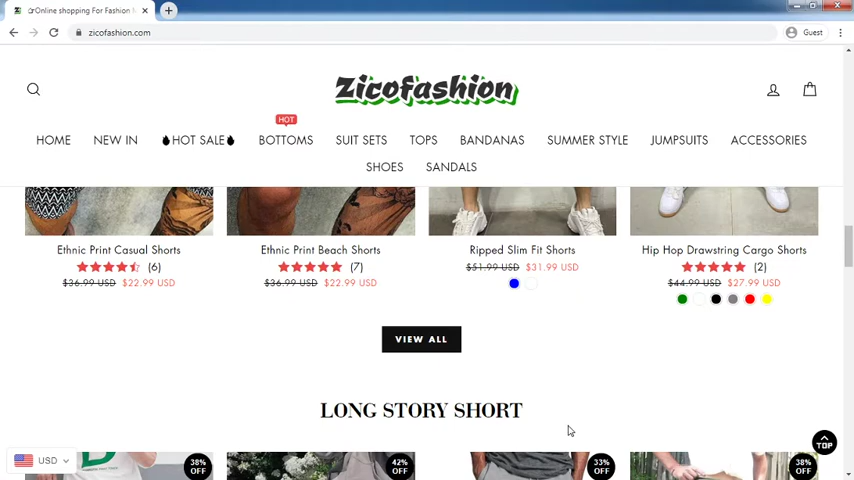 Online shopping For Fashion
zicofashion.com
Guest
Zicofashion
HOT
HOME NEW IN HOT SALE BOTTOMS SUIT SETS TOPS BANDANAS SUMMER STYLE JUMPSUITS ACCESSORIES
SHOES SANDALS
Ethnic Print Casual Shorts
(6)
$36.99 USD $22.99 USD
Ethnic Print Beach Shorts
(7)
$36.99 USD $22.99 USD
Ripped Slim Fit Shorts
$51.99 USD $31.99 USD
Hip Hop Drawstring Cargo Shorts
(2)
$44.99 USD $27.99 USD
VIEW ALL
LONG STORY SHORT
TOP
USD
38%
OFF
42%
OFF
33%
OFF
38%
OFF